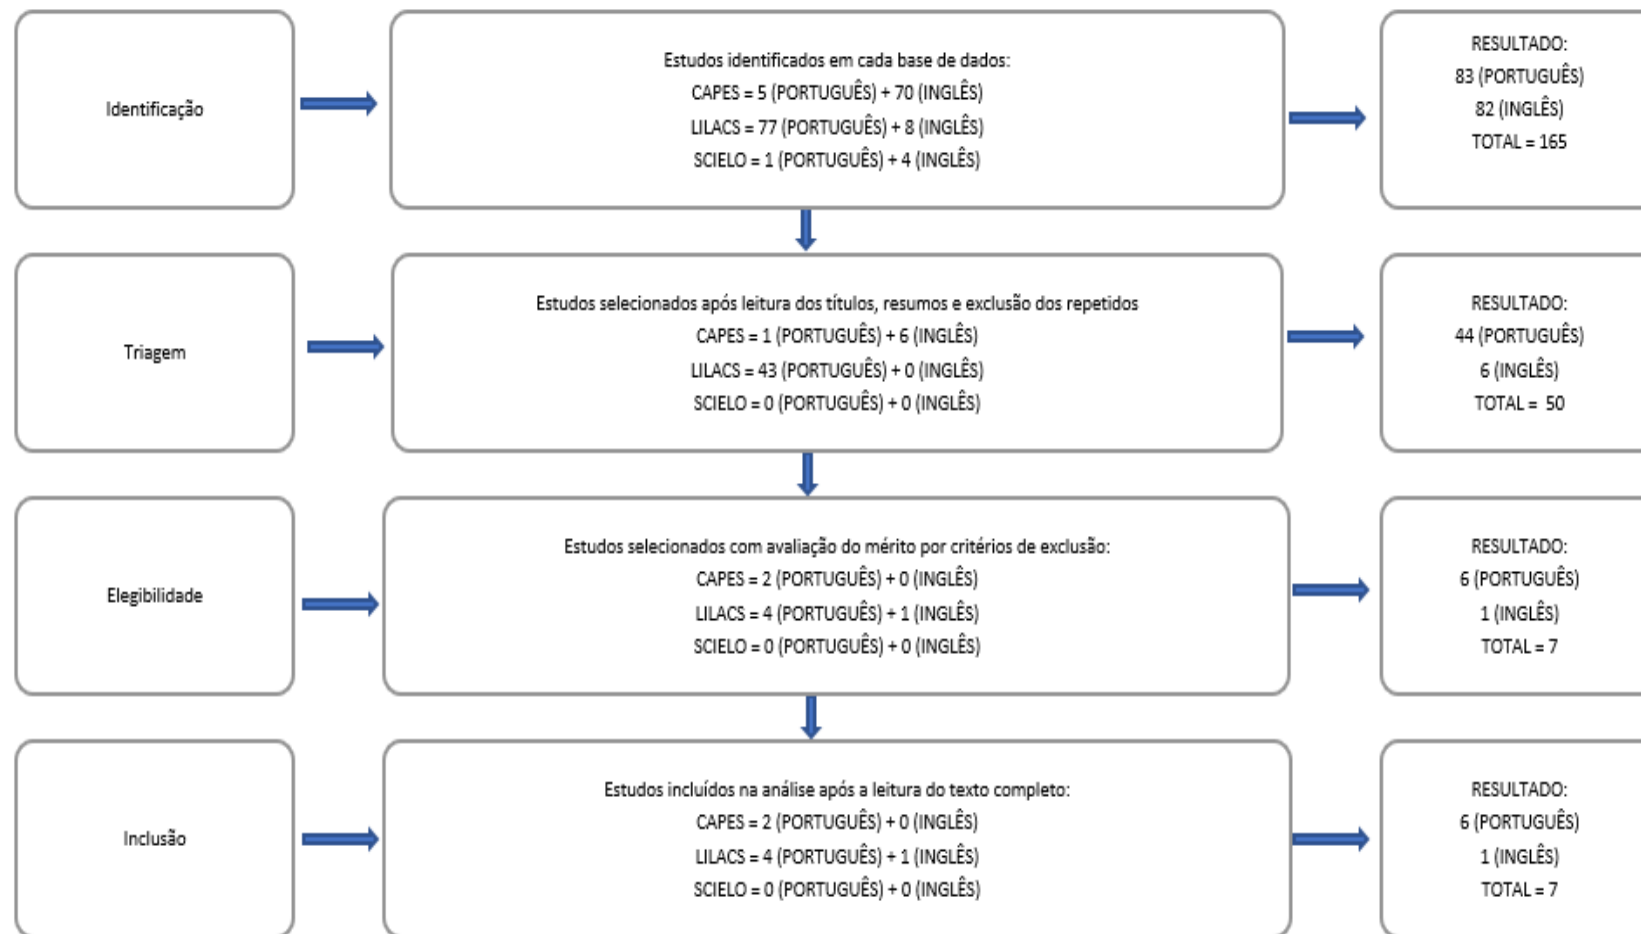 Identificação
Estudos identificados em cada base de dados:
CAPES = 5 (PORTUGUÊS) + 70 (INGLÊS)
LILACS = 77 (PORTUGUÊS) + 8 (INGLÊS)
SCIELO = 1 (PORTUGUÊS) + 4 (INGLÊS)
RESULTADO:
83 (PORTUGUÊS)
82 (INGLÊS)
TOTAL = 165
Triagem
Estudos selecionados após leitura dos títulos, resumos e exclusão dos repetidos
CAPES = 1 (PORTUGUÊS) + 6 (INGLÊS)
LILACS = 43 (PORTUGUÊS) + 0 (INGLÊS)
SCIELO = 0 (PORTUGUÊS) + 0 (INGLÊS)
RESULTADO:
44 (PORTUGUÊS)
6 (INGLÊS)
TOTAL = 50
Elegibilidade
Estudos selecionados com avaliação do mérito por critérios de exclusão:
CAPES = 2 (PORTUGUÊS) + 0 (INGLÊS)
LILACS = 4 (PORTUGUÊS) + 1 (INGLÊS)
SCIELO = 0 (PORTUGUÊS) + 0 (INGLÊS)
RESULTADO:
6 (PORTUGUÊS)
1 (INGLÊS)
TOTAL = 7
Inclusão
Estudos incluídos na análise após a leitura do texto completo:
CAPES = 2 (PORTUGUÊS) + 0 (INGLÊS)
LILACS = 4 (PORTUGUÊS) + 1 (INGLÊS)
SCIELO = 0 (PORTUGUÊS) + 0 (INGLÊS)
RESULTADO:
6 (PORTUGUÊS)
1 (INGLÊS)
TOTAL = 7